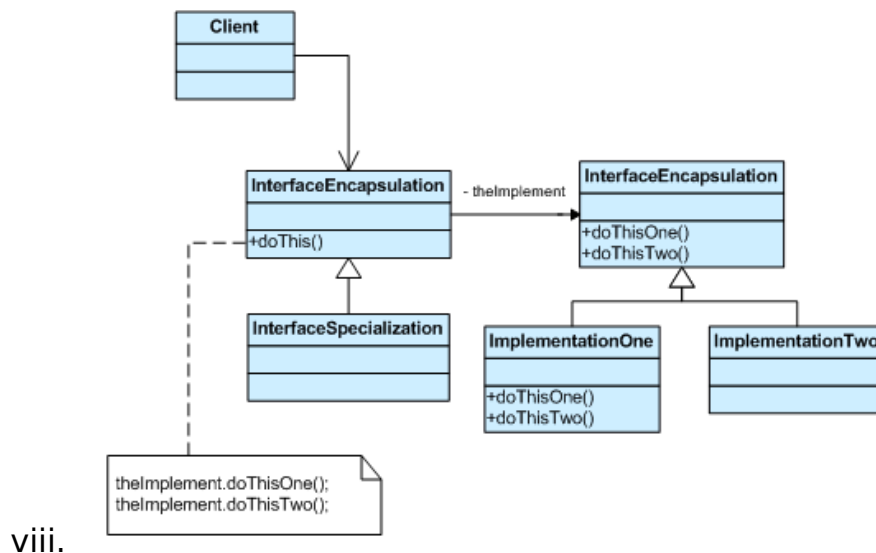 Client
InterfaceEncapsulation
+doThis()
- theImplement
InterfaceEncapsulation
+doThisOne()
+doThisTwo()
InterfaceSpecialization
ImplementationOne
+doThisOne()
+doThisTwo()
ImplementationTwo
theImplement.doThisOne();
theImplement.doThisTwo();
viii.